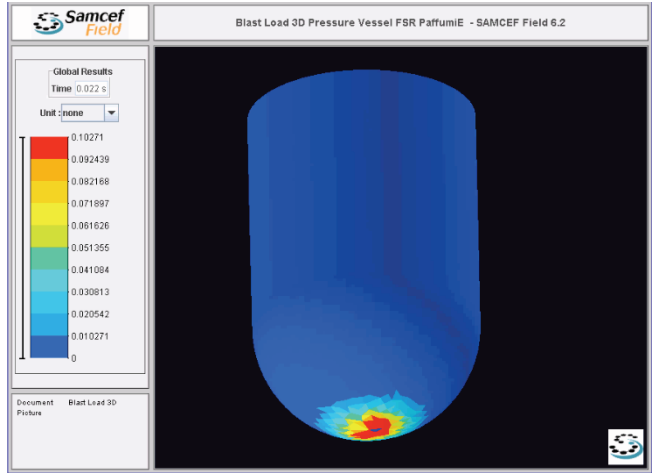 Samcef
Field
Blast Load 3D Pressure Vessel FSR PaffumiE - SAMCEF Field 6.2
Global Results
Time 0.022 s
Unit : none
0.10271
0.092439
0.082168
0.071897
0.061626
0.051355
0.041084
0.030813
0.020542
0.010271
0
Document Blast Load 3D
Picture